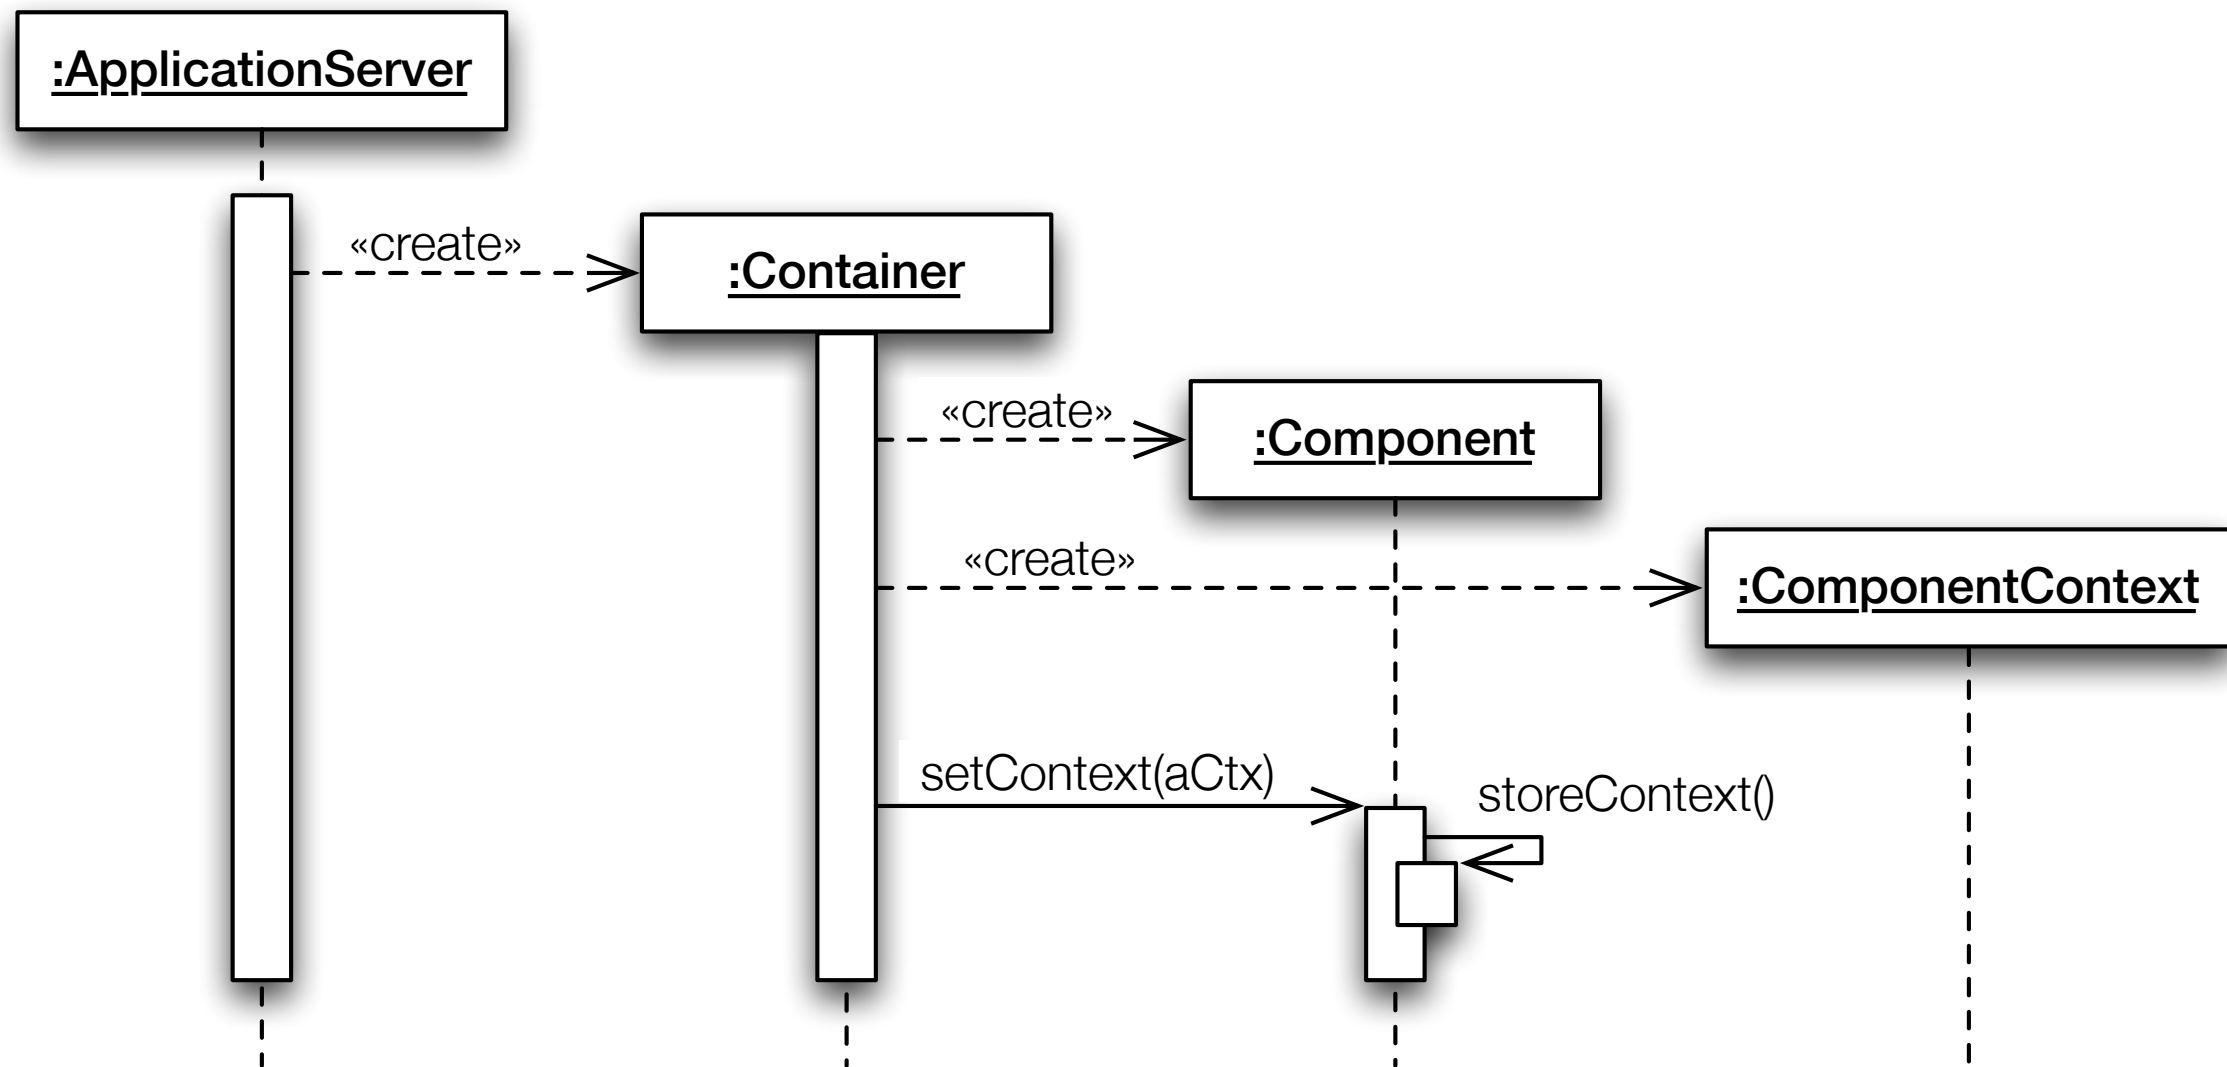 :ApplicationServer
«create»
:Container
«create»
:Component
«create»
:ComponentContext
setContext(aCtx)
storeContext()